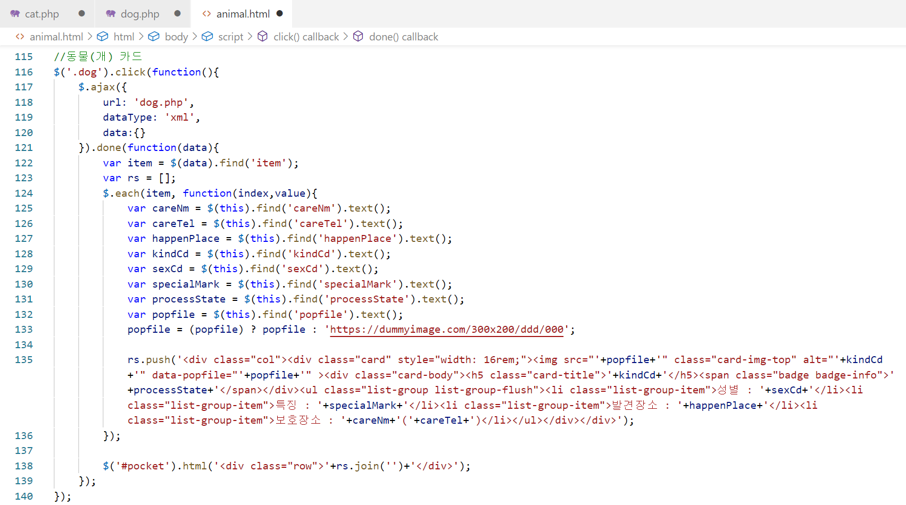 cat.php ● dog.php ● animal.html ●
animal.html > html > body > script > click() callback > done() callback
115 //동물(개) 카드
116 $('.dog').click(function(){
117 $.ajax({
118 url: 'dog.php',
119 dataType: 'xml',
120 data:{}
121 }).done(function(data){
122 var item = $(data).find('item');
123 var rs = [];
124 $.each(item, function(index,value){
125 var careNm = $(this).find('careNm').text();
126 var careTel = $(this).find('careTel').text();
127 var happenPlace = $(this).find('happenPlace').text();
128 var kindCd = $(this).find('kindCd').text();
129 var sexCd = $(this).find('sexCd').text();
130 var specialMark = $(this).find('specialMark').text();
131 var processState = $(this).find('processState').text();
132 var popfile = $(this).find('popfile').text();
133 popfile = (popfile) ? popfile : 'https://dummyimage.com/300x200/ddd/000';
134
135 rs.push('<div class="col"><div class="card" style="width: 16rem;"><img src="'+popfile+'" class="card-img-top" alt="'+kindCd
+'" data-popfile="'+popfile+'" ><div class="card-body"><h5 class="card-title">'+kindCd+'</h5><span class="badge badge-info">'
+processState+'</span></div><ul class="list-group list-group-flush"><li class="list-group-item">성별 : '+sexCd+'</li><li
class="list-group-item">특징 : '+specialMark+'</li><li class="list-group-item">발견장소 : '+happenPlace+'</li><li
class="list-group-item">보호장소 : '+careNm+'('+careTel+')</li></ul></div></div>');
136 });
137
138 $('#pocket').html('<div class="row">'+rs.join('')+'</div>');
139 });
140 });